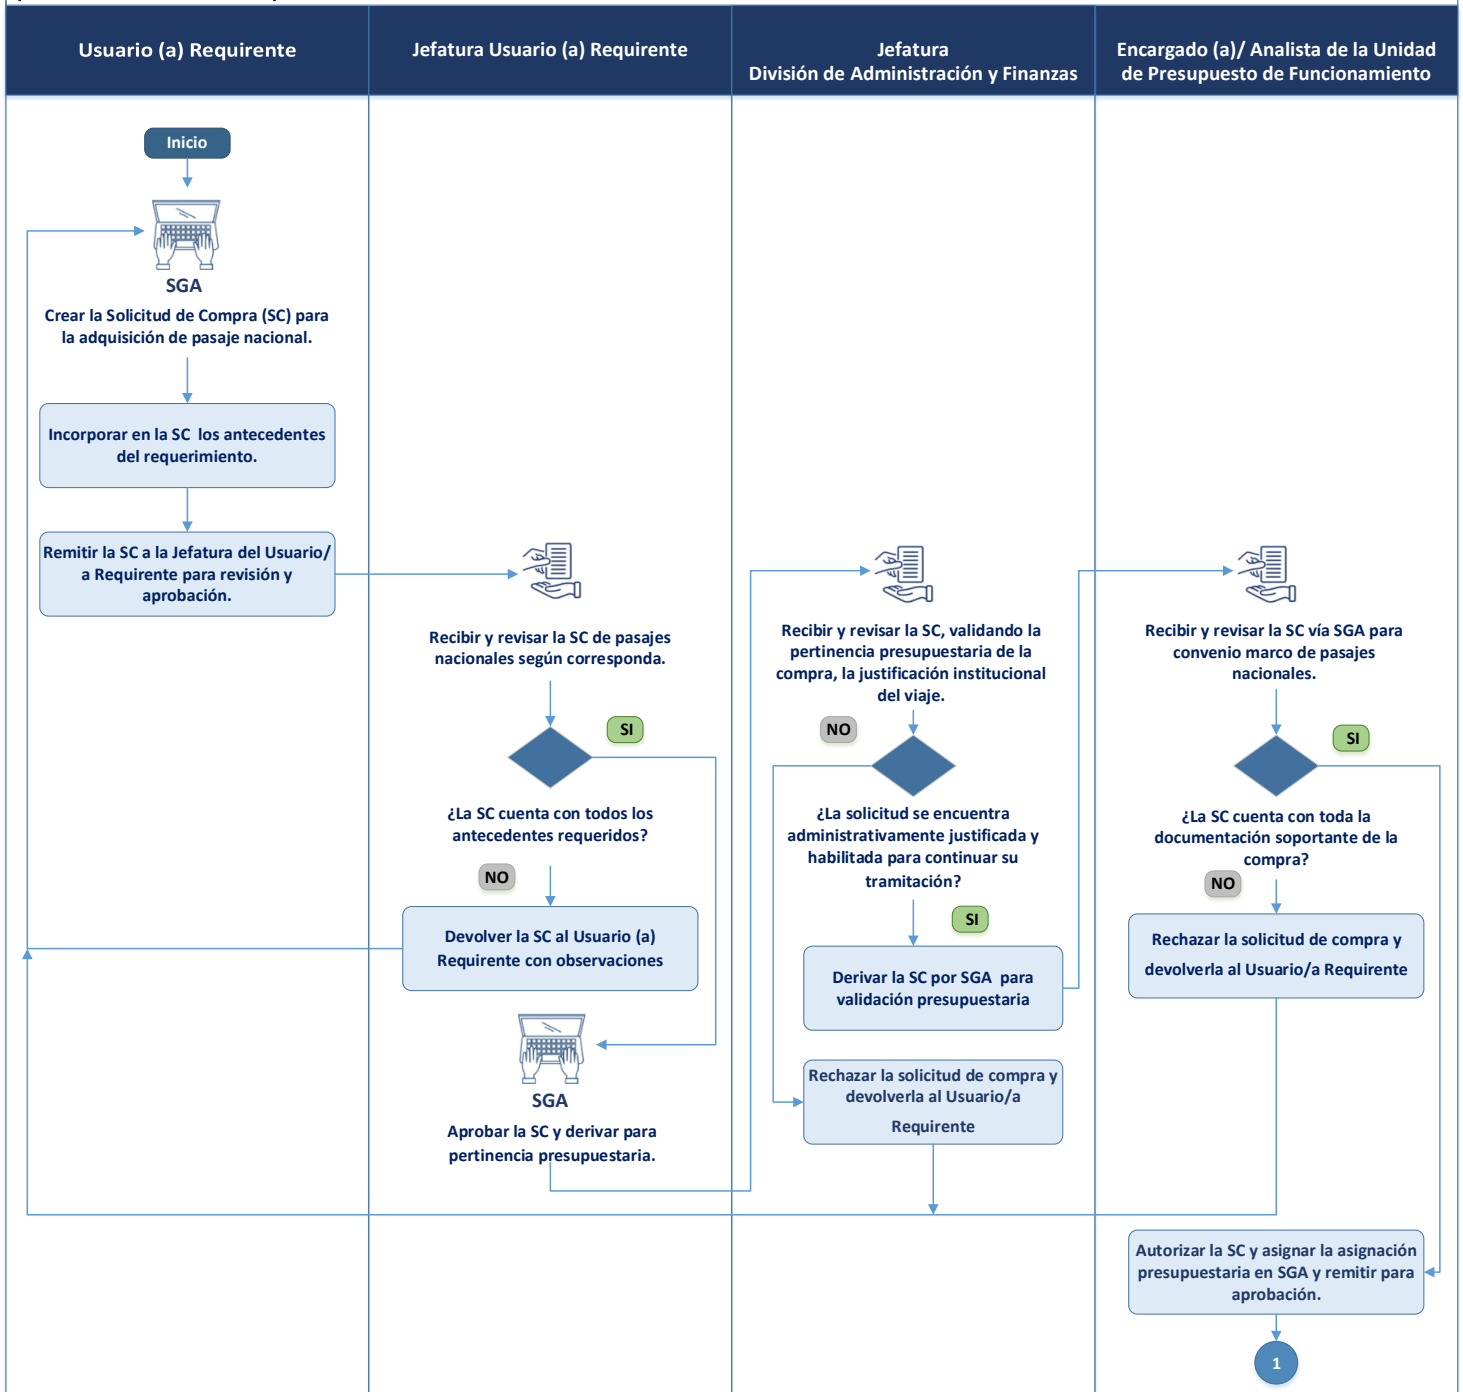 Usuario (a) Requirente
Jefatura Usuario (a) Requirente
Jefatura
División de Administración y Finanzas
Encargado (a)/ Analista de la Unidad
de Presupuesto de Funcionamiento
Inicio
SGA
Crear la Solicitud de Compra (SC) para
la adquisición de pasaje nacional.
Incorporar en la SC los antecedentes
del requerimiento.
Remitir la SC a la Jefatura del Usuario/
a Requirente para revisión y
aprobación.
Recibir y revisar la SC de pasajes
nacionales según corresponda.
SI
¿La SC cuenta con todos los
antecedentes requeridos?
NO
Devolver la SC al Usuario (a)
Requirente con observaciones
SGA
Aprobar la SC y derivar para
pertinencia presupuestaria.
Recibir y revisar la SC, validando la
pertinencia presupuestaria de la
compra, la justificación institucional
del viaje.
NO
¿La solicitud se encuentra
administrativamente justificada y
habilitada para continuar su
tramitación?
SI
Derivar la SC por SGA para
validación presupuestaria
Rechazar la solicitud de compra y
devolverla al Usuario/a
Requirente
Recibir y revisar la SC vía SGA para
convenio marco de pasajes
nacionales.
SI
¿La SC cuenta con toda la
documentación soportante de la
compra?
NO
Rechazar la solicitud de compra y
devolverla al Usuario/a Requirente
Autorizar la SC y asignar la asignación
presupuestaria en SGA y remitir para
aprobación.
1